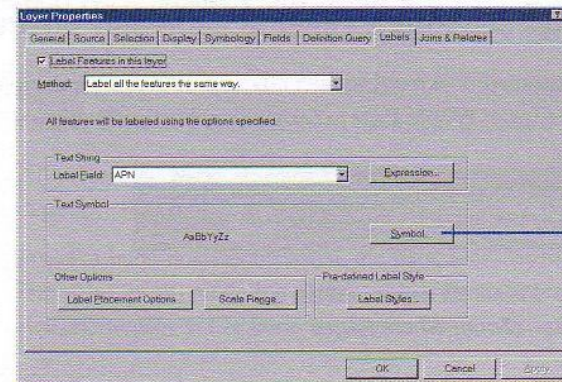 Layer Properties
General Source Selection Display Symbology Fields Definition Query Labels Joins & Relates
Label Features in this layer
Method: Label all the features the same way.
All features will be labeled using the options specified.
Text String
Label Field: APN Expression...
Text Symbol
AaBbYyZz Symbol...
Other Options Pre-defined Label Style
Label Placement Options... Scale Range... Label Styles...
OK Cancel Apply